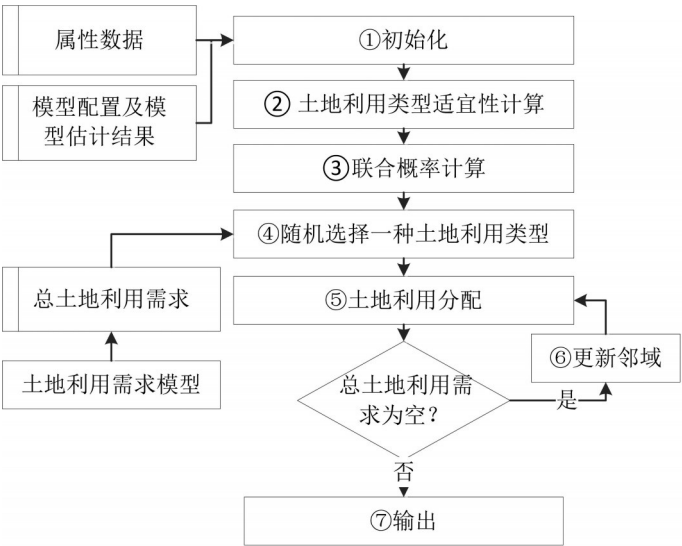 属性数据
模型配置及模
型估计结果
①初始化
② 土地利用类型适宜性计算
③联合概率计算
④随机选择一种土地利用类型
总土地利用需求
土地利用需求模型
⑤土地利用分配
⑥更新邻域
总土地利用需
求为空?
是
否
⑦输出